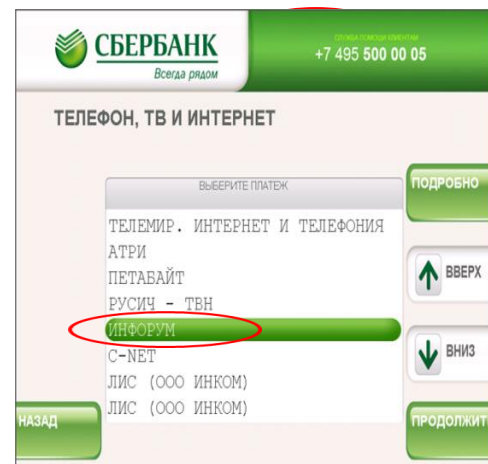 СБЕРБАНК
Всегда рядом
СЛУЖБА ПОМОЩИ КЛИЕНТАМ
+7 495 500 00 05
ТЕЛЕФОН, ТВ И ИНТЕРНЕТ
ВЫБЕРИТЕ ПЛАТЕЖ
ПОДРОБНО
ТЕЛЕМИР. ИНТЕРНЕТ И ТЕЛЕФОНИЯ
АТРИ
ПЕТАБАЙТ
ВВЕРХ
РУСИЧ - ТВН
ИНФОРУМ
C-NET
ВНИЗ
ЛИС (ООО ИНКОМ)
ЛИС (ООО ИНКОМ)
НАЗАД
ПРОДОЛЖИТ